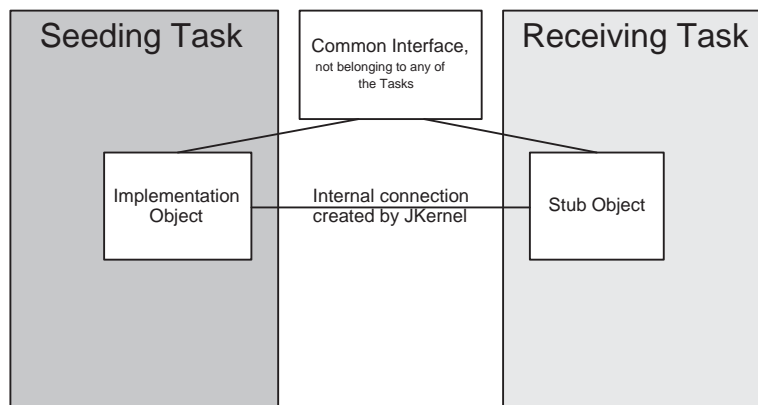 Seeding Task
Common Interface,
not belonging to any of
the Tasks
Receiving Task
Implementation
Object
Internal connection
created by JKernel
Stub Object